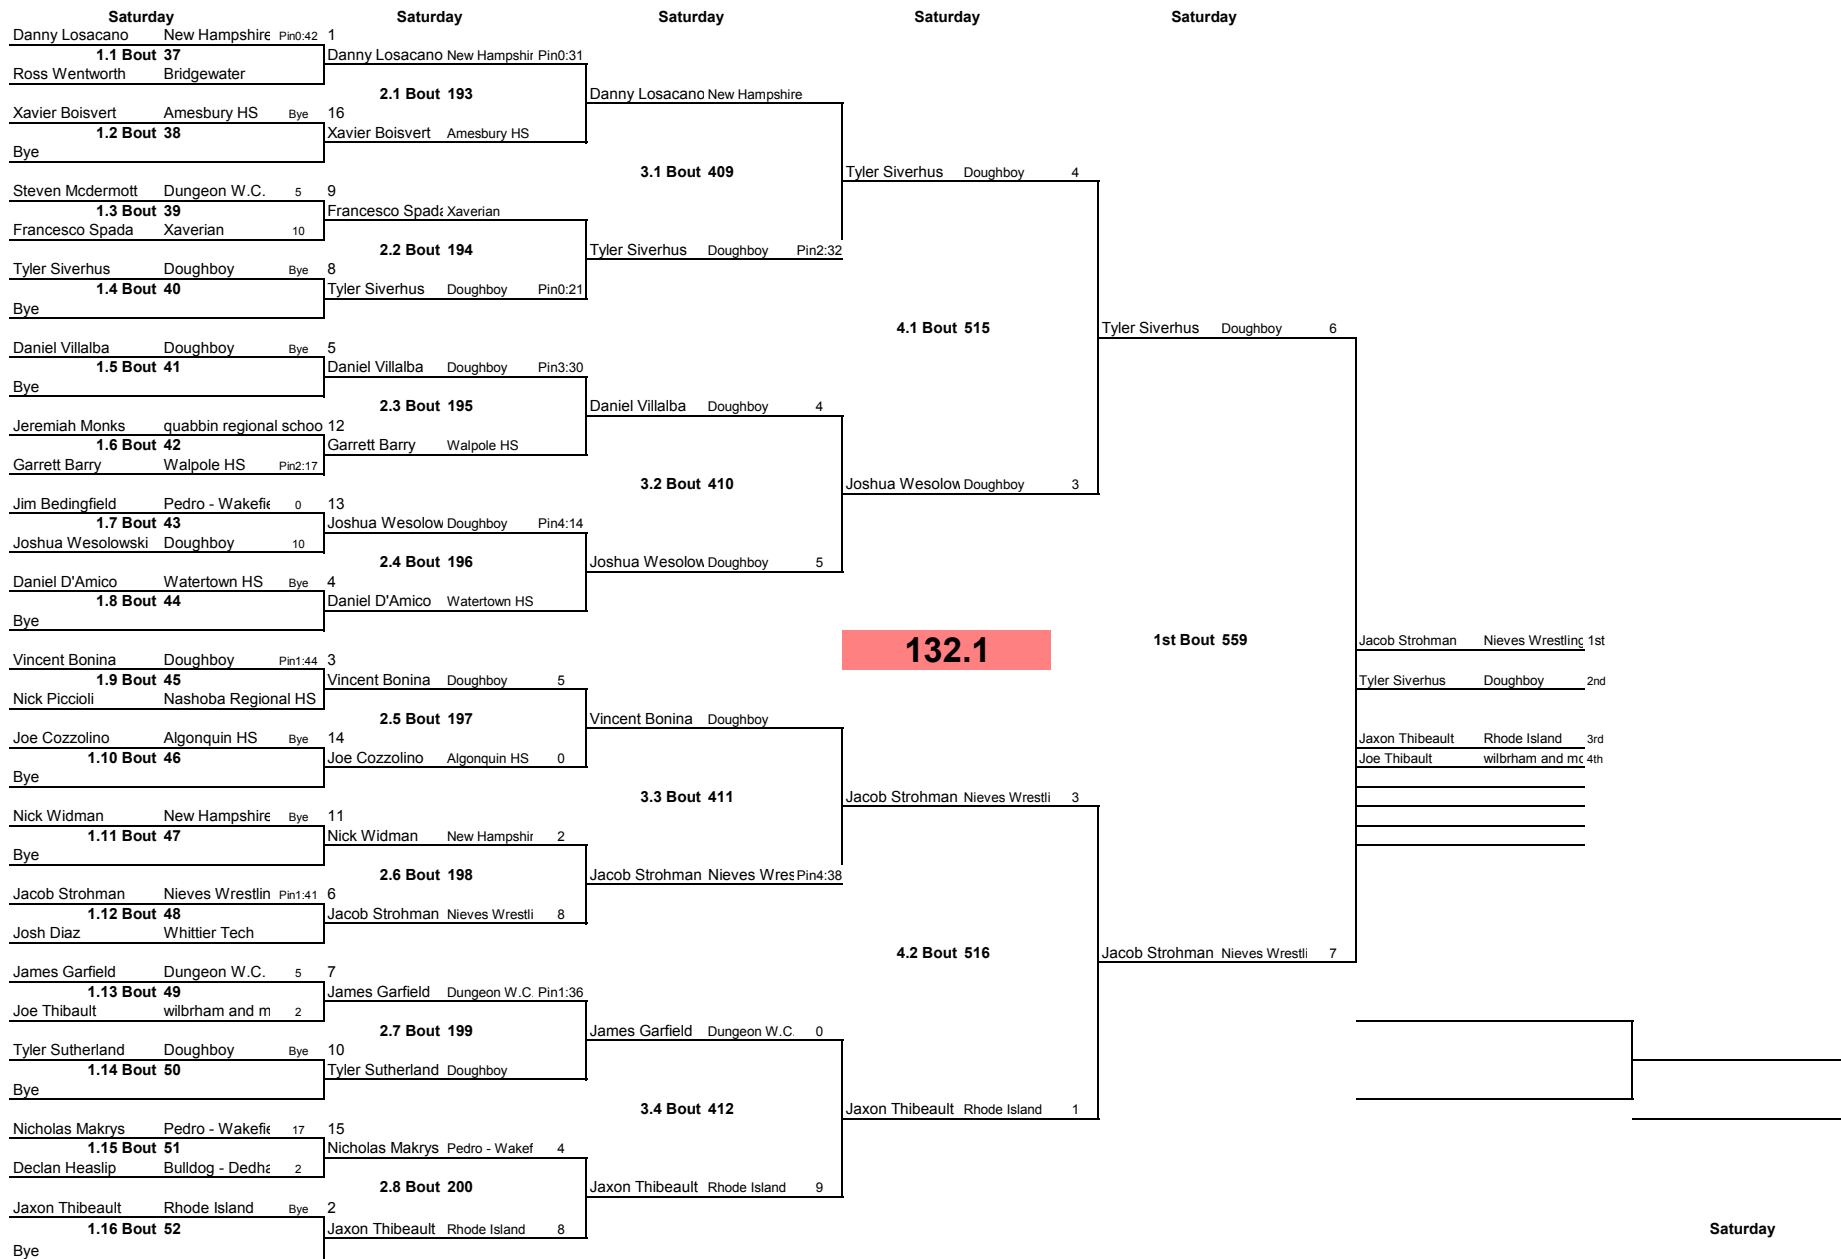 Saturday Saturday Saturday Saturday Saturday
Danny Losacano New Hampshire Pin0:42 1
1.1 Bout 37 Danny Losacano New Hampshir Pin0:31
Ross Wentworth Bridgewater
2.1 Bout 193 Danny Losacano New Hampshire
Xavier Boisvert Amesbury HS Bye 16
1.2 Bout 38 Xavier Boisvert Amesbury HS
Bye
3.1 Bout 409 Tyler Siverhus Doughboy 4
Steven Mcdermott Dungeon W.C. 5 9
1.3 Bout 39 Francesco Spada Xaverian
Francesco Spada Xaverian 10
2.2 Bout 194 Tyler Siverhus Doughboy Pin2:32
Tyler Siverhus Doughboy Bye 8
1.4 Bout 40 Tyler Siverhus Doughboy Pin0:21
Bye
4.1 Bout 515 Tyler Siverhus Doughboy 6
Daniel Villalba Doughboy Bye 5
1.5 Bout 41 Daniel Villalba Doughboy Pin3:30
Bye
2.3 Bout 195 Daniel Villalba Doughboy 4
Jeremiah Monks quabbin regional schoo 12
1.6 Bout 42 Garrett Barry Walpole HS
Garrett Barry Walpole HS Pin2:17
3.2 Bout 410 Joshua Wesolow Doughboy 3
Jim Bedingfield Pedro - Wakefie 0 13
1.7 Bout 43 Joshua Wesolow Doughboy Pin4:14
Joshua Wesolowski Doughboy 10
2.4 Bout 196 Joshua Wesolow Doughboy 5
Daniel D'Amico Watertown HS Bye 4
1.8 Bout 44 Daniel D'Amico Watertown HS
Bye
132.1 1st Bout 559 Jacob Strohman Nieves Wrestling 1st
Vincent Bonina Doughboy Pin1:44 3
1.9 Bout 45 Vincent Bonina Doughboy 5 Tyler Siverhus Doughboy 2nd
Nick Piccioli Nashoba Regional HS
2.5 Bout 197 Vincent Bonina Doughboy
Joe Cozzolino Algonquin HS Bye 14 Jaxon Thibeault Rhode Island 3rd
1.10 Bout 46 Joe Cozzolino Algonquin HS 0 Joe Thibault wilbrham and mo 4th
Bye
3.3 Bout 411 Jacob Strohman Nieves Wrestli 3
Nick Widman New Hampshire Bye 11
1.11 Bout 47 Nick Widman New Hampshir 2
Bye
2.6 Bout 198 Jacob Strohman Nieves Wres Pin4:38
Jacob Strohman Nieves Wrestlin Pin1:41 6
1.12 Bout 48 Jacob Strohman Nieves Wrestli 8
Josh Diaz Whittier Tech
4.2 Bout 516 Jacob Strohman Nieves Wrestli 7
James Garfield Dungeon W.C. 5 7
1.13 Bout 49 James Garfield Dungeon W.C. Pin1:36
Joe Thibault wilbrham and m 2
2.7 Bout 199 James Garfield Dungeon W.C. 0
Tyler Sutherland Doughboy Bye 10
1.14 Bout 50 Tyler Sutherland Doughboy
Bye
3.4 Bout 412 Jaxon Thibeault Rhode Island 1
Nicholas Makrys Pedro - Wakefie 17 15
1.15 Bout 51 Nicholas Makrys Pedro - Wakef 4
Declan Heaslip Bulldog - Dedha 2
2.8 Bout 200 Jaxon Thibeault Rhode Island 9
Jaxon Thibeault Rhode Island Bye 2
1.16 Bout 52 Jaxon Thibeault Rhode Island 8 Saturday
Bye